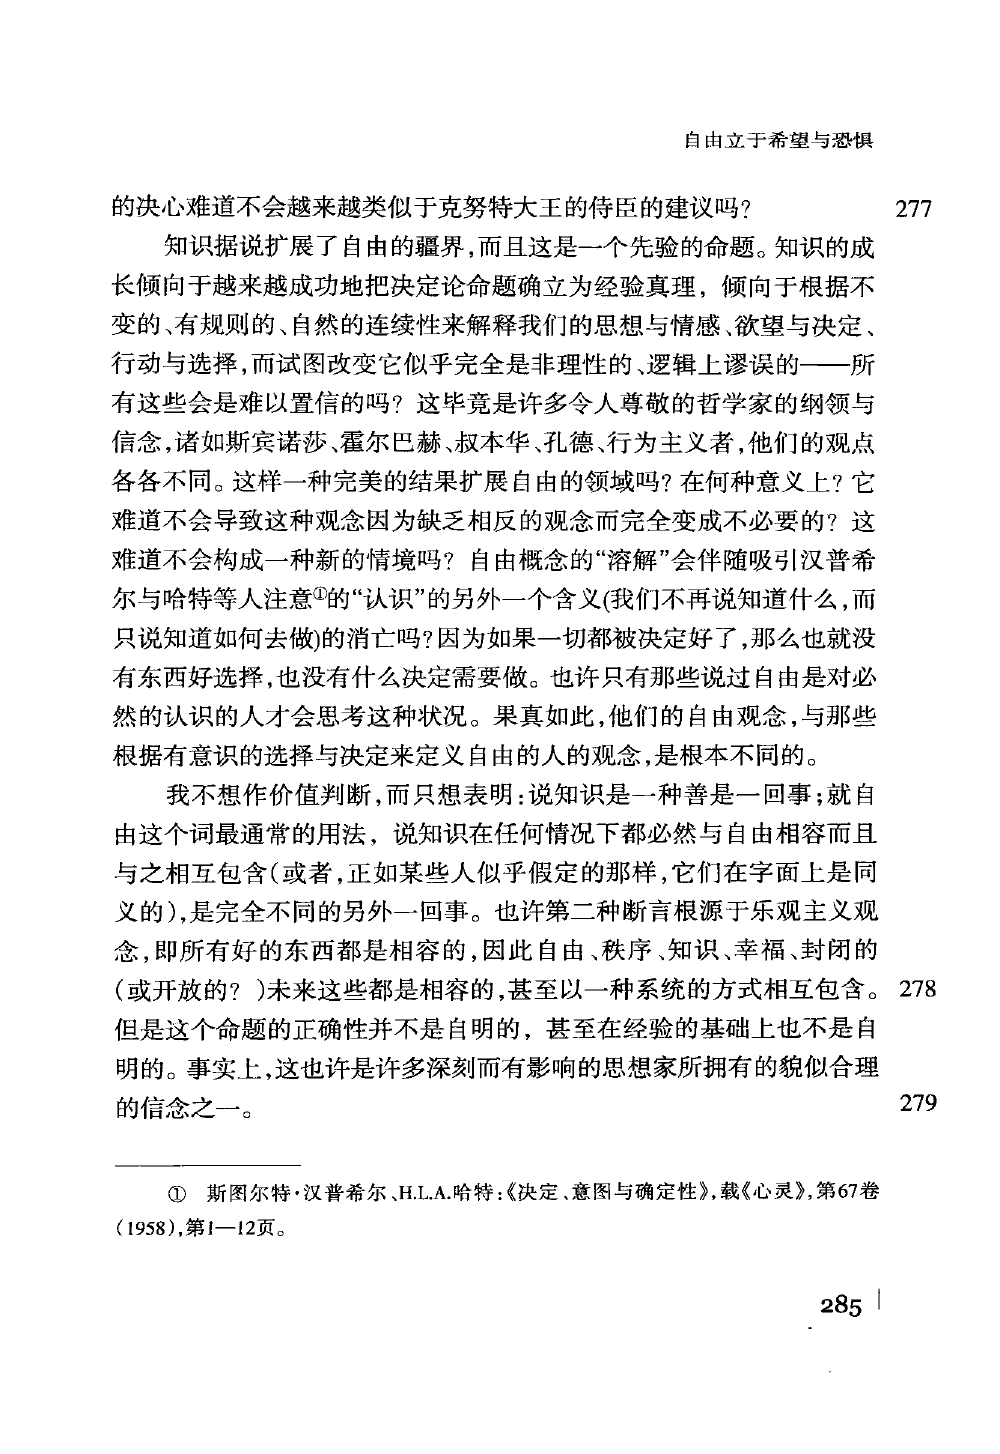 自由立于希望与恐惧
的决心难道不会越来越类似于克努特大王的侍臣的建议吗? 277
知识据说扩展了自由的疆界,而且这是一个先验的命题。知识的成
长倾向于越来越成功地把决定论命题确立为经验真理,倾向于根据不
变的、有规则的、自然的连续性来解释我们的思想与情感、欲望与决定、
行动与选择,而试图改变它似乎完全是非理性的、逻辑上谬误的——所
有这些会是难以置信的吗?这毕竟是许多令人尊敬的哲学家的纲领与
信念,诸如斯宾诺莎、霍尔巴赫、叔本华、孔德、行为主义者,他们的观点
各各不同。这样一种完美的结果扩展自由的领域吗?在何种意义上?它
难道不会导致这种观念因为缺乏相反的观念而完全变成不必要的?这
难道不会构成一种新的情境吗?自由概念的“溶解”会伴随吸引汉普希
尔与哈特等人注意①的“认识”的另外一个含义(我们不再说知道什么,而
只说知道如何去做)的消亡吗?因为如果一切都被决定好了,那么也就没
有东西好选择,也没有什么决定需要做。也许只有那些说过自由是对必
然的认识的人才会思考这种状况。果真如此,他们的自由观念,与那些
根据有意识的选择与决定来定义自由的人的观念,是根本不同的。
我不想作价值判断,而只想表明:说知识是一种善是一回事;就自
由这个词最通常的用法,说知识在任何情况下都必然与自由相容而且
与之相互包含(或者,正如某些人似乎假定的那样,它们在字面上是同
义的),是完全不同的另外一回事。也许第二种断言根源于乐观主义观
念,即所有好的东西都是相容的,因此自由、秩序、知识、幸福、封闭的
(或开放的?)未来这些都是相容的,甚至以一种系统的方式相互包含。 278
但是这个命题的正确性并不是自明的,甚至在经验的基础上也不是自
明的。事实上,这也许是许多深刻而有影响的思想家所拥有的貌似合理
的信念之一。 279
① 斯图尔特·汉普希尔、H.L.A.哈特:《决定、意图与确定性》,载《心灵》,第67卷
(1958),第1—12页。
285